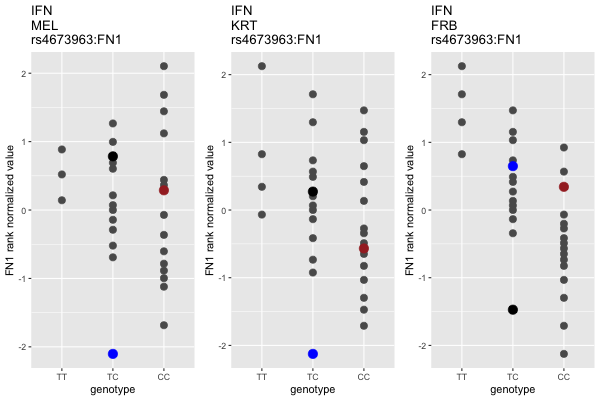 IFN
MEL
rs4673963:FN1
FN1 rank normalized value
2
1
0
-1
-2
TT
TC
CC
genotype
IFN
KRT
rs4673963:FN1
FN1 rank normalized value
2
1
0
-1
-2
TT
TC
CC
genotype
IFN
FRB
rs4673963:FN1
FN1 rank normalized value
2
1
0
-1
-2
TT
TC
CC
genotype